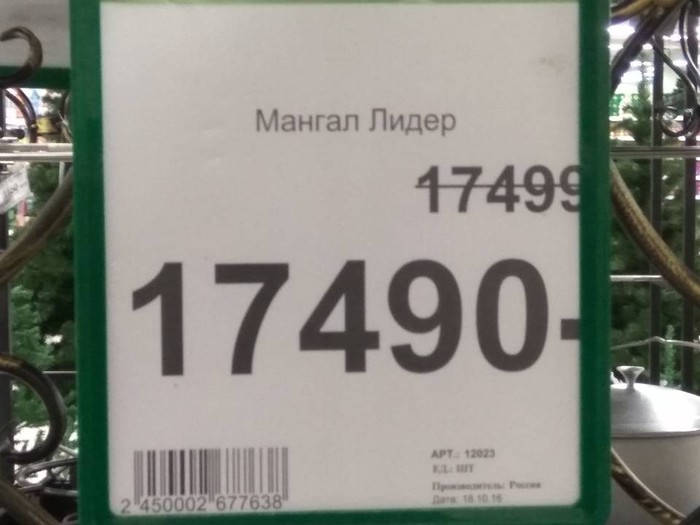 Мангал Лидер
17499
17490-
2 450002 677638
АРТ.: 12023
ЕД.: ШТ
Производитель: Россия
Дата: 18.10.16